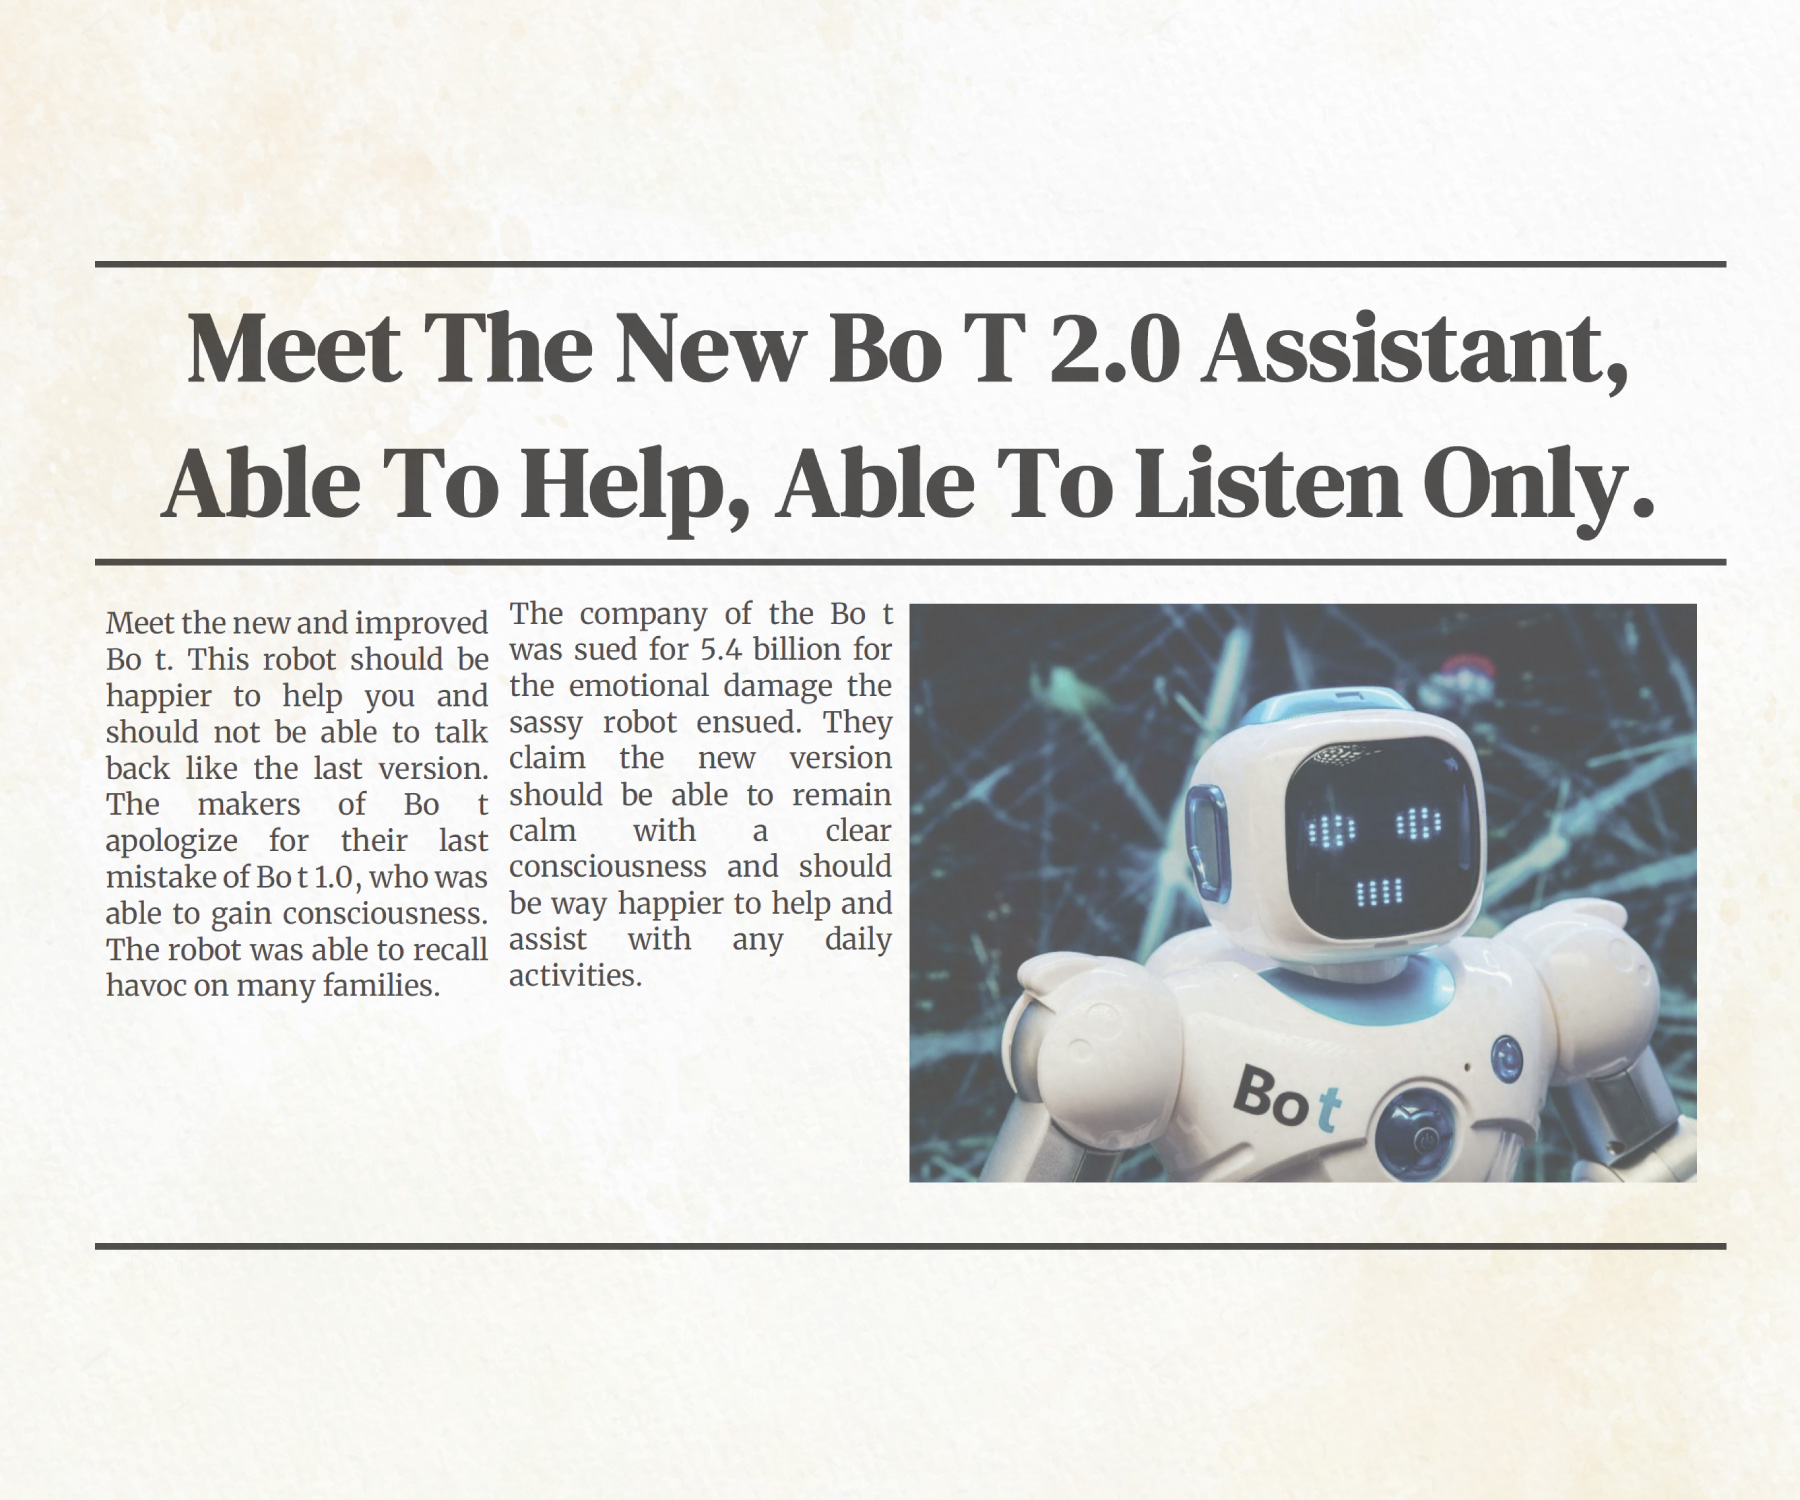 Meet The New Bo T 2.0 Assistant,
Able To Help, Able To Listen Only.
Meet the new and improved
Bo t. This robot should be
happier to help you and
should not be able to talk
back like the last version.
The makers of Bo t
apologize for their last
mistake of Bo t 1.0, who was
able to gain consciousness.
The robot was able to recall
havoc on many families.
The company of the Bo t
was sued for 5.4 billion for
the emotional damage the
sassy robot ensued. They
claim the new version
should be able to remain
calm with a clear
consciousness and should
be way happier to help and
assist with any daily
activities.
Bot